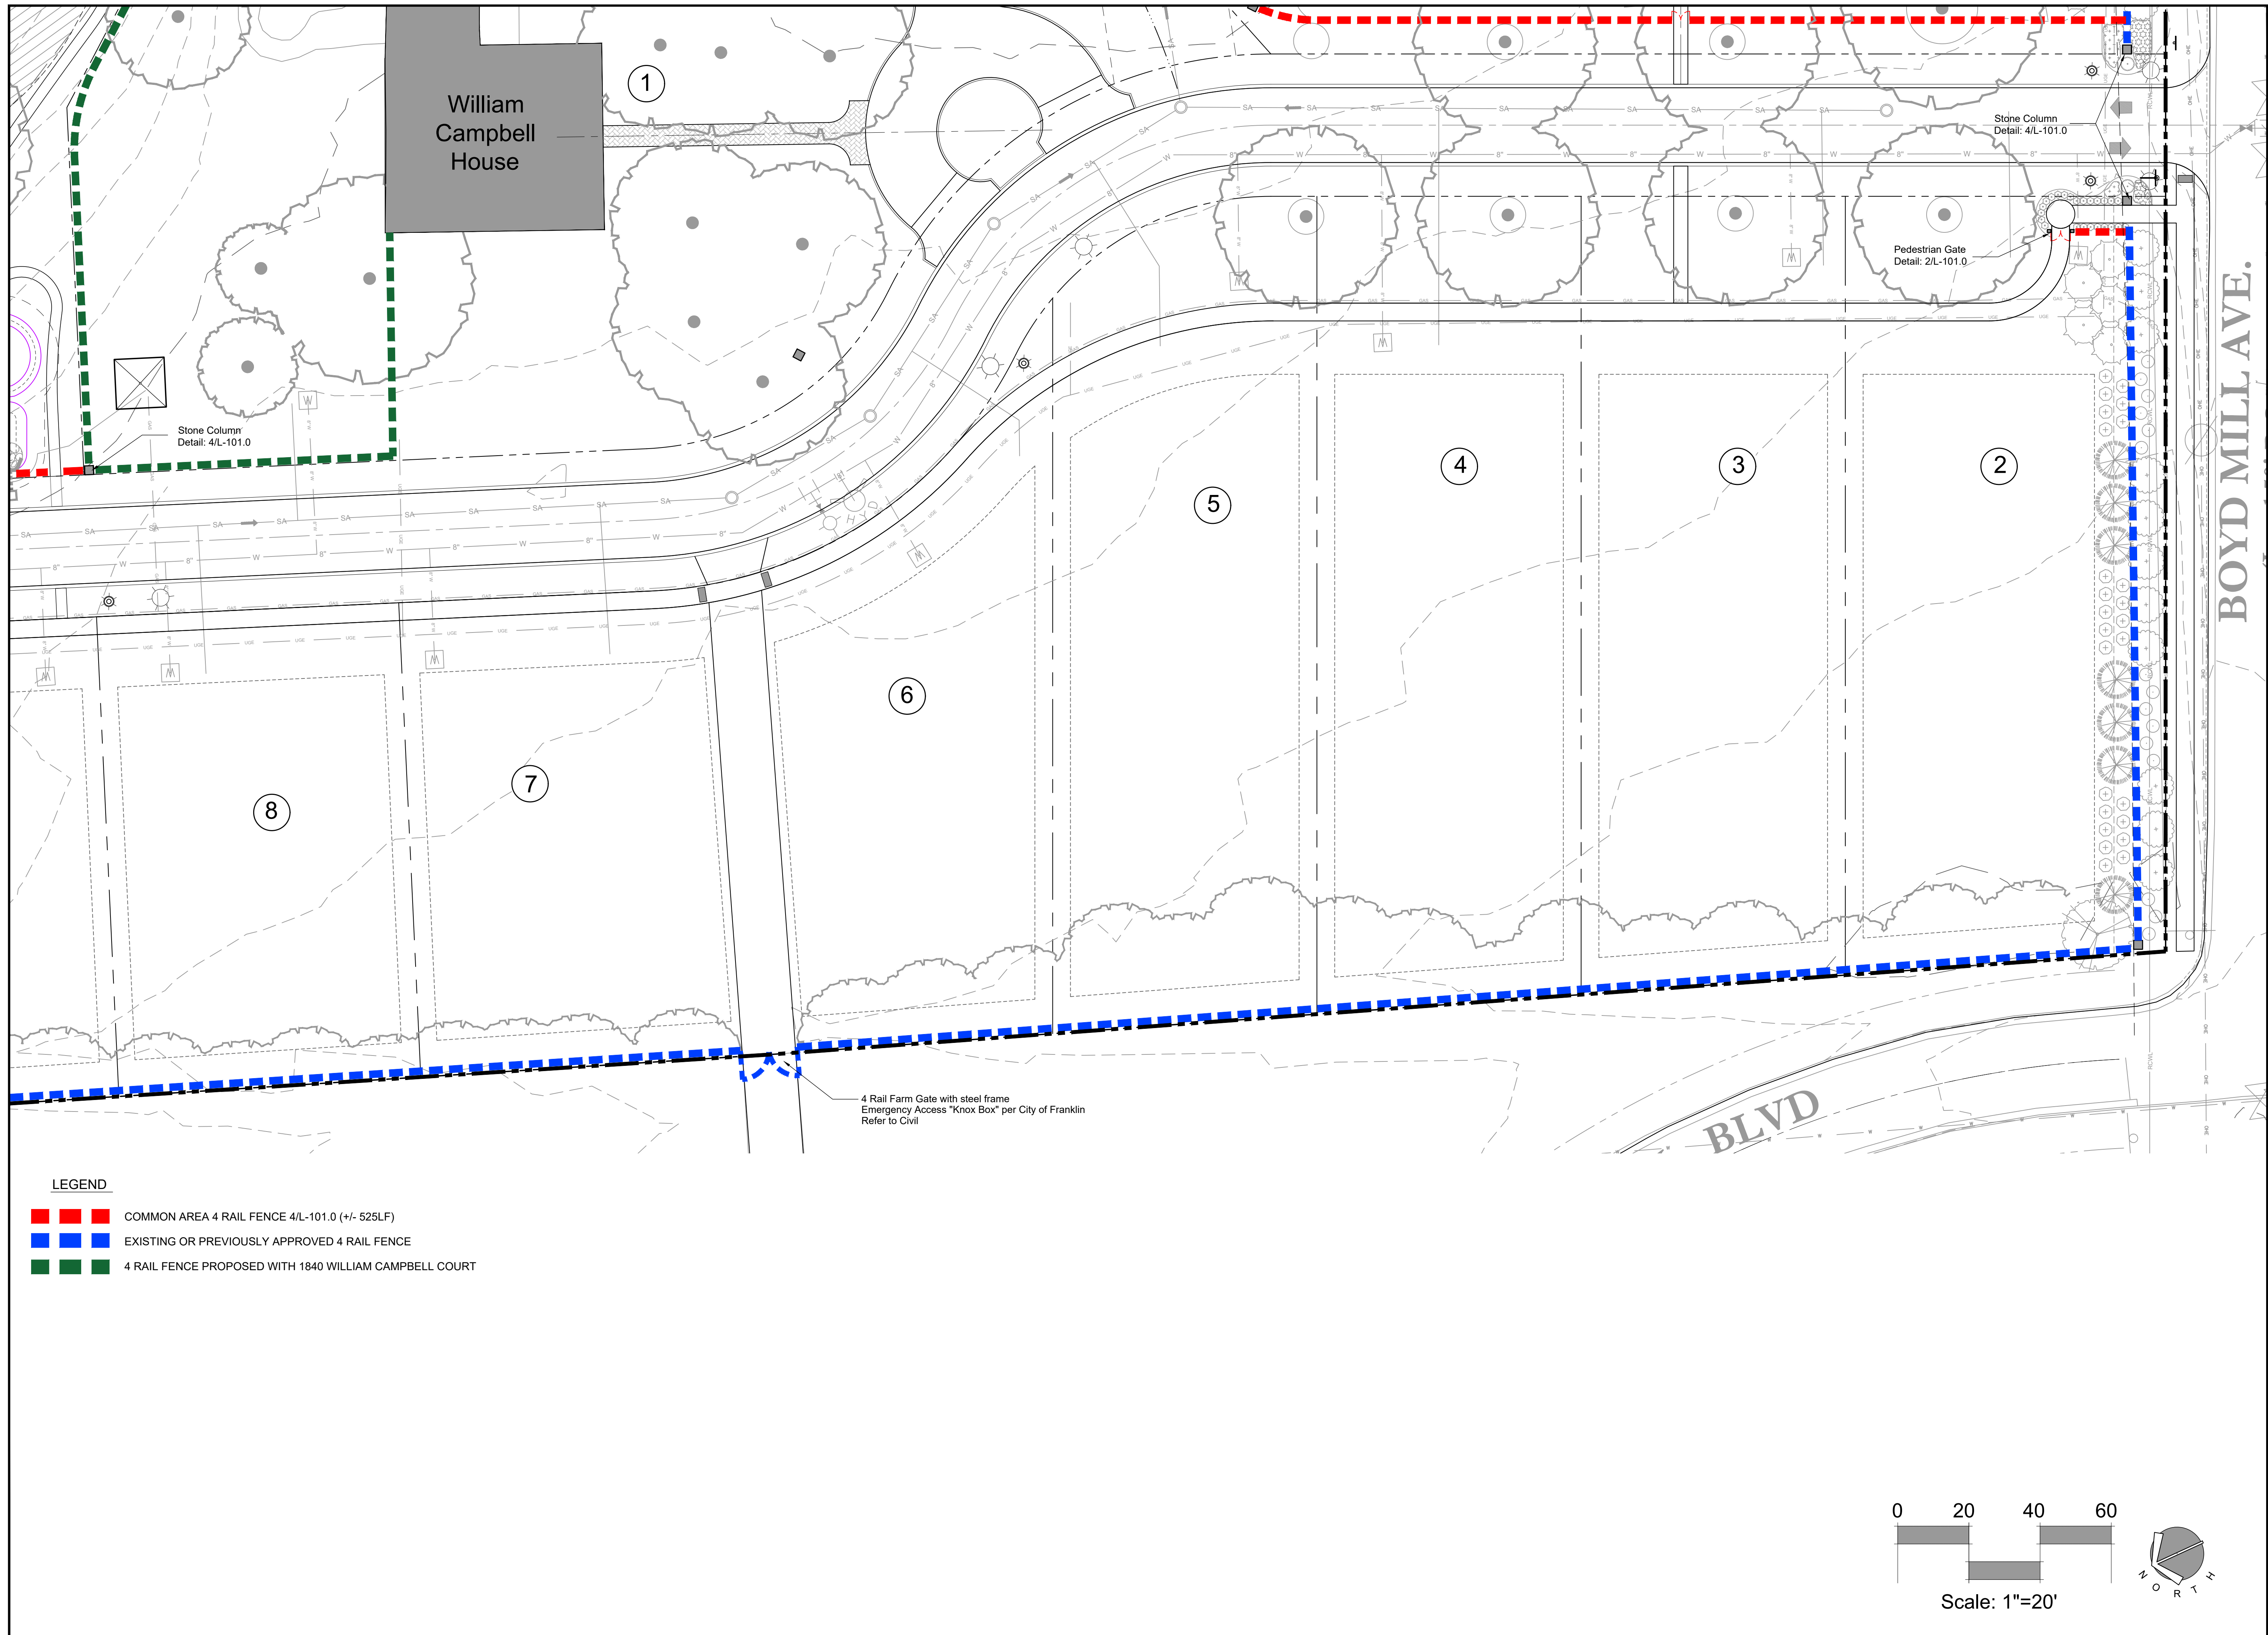 1
William
Campbell
House
Stone Column
Detail: 4/L-101.0
Pedestrian Gate
Detail: 2/L-101.0
Stone Column
Detail: 4/L-101.0
BOYD MILL AVE.
HYD
2
3
4
5
6
7
8
4 Rail Farm Gate with steel frame
Emergency Access "Knox Box" per City of Franklin
Refer to Civil
BLVD
LEGEND
COMMON AREA 4 RAIL FENCE 4/L-101.0 (+/- 525LF)
EXISTING OR PREVIOUSLY APPROVED 4 RAIL FENCE
4 RAIL FENCE PROPOSED WITH 1840 WILLIAM CAMPBELL COURT
0 20 40 60
Scale: 1"=20'
NORTH